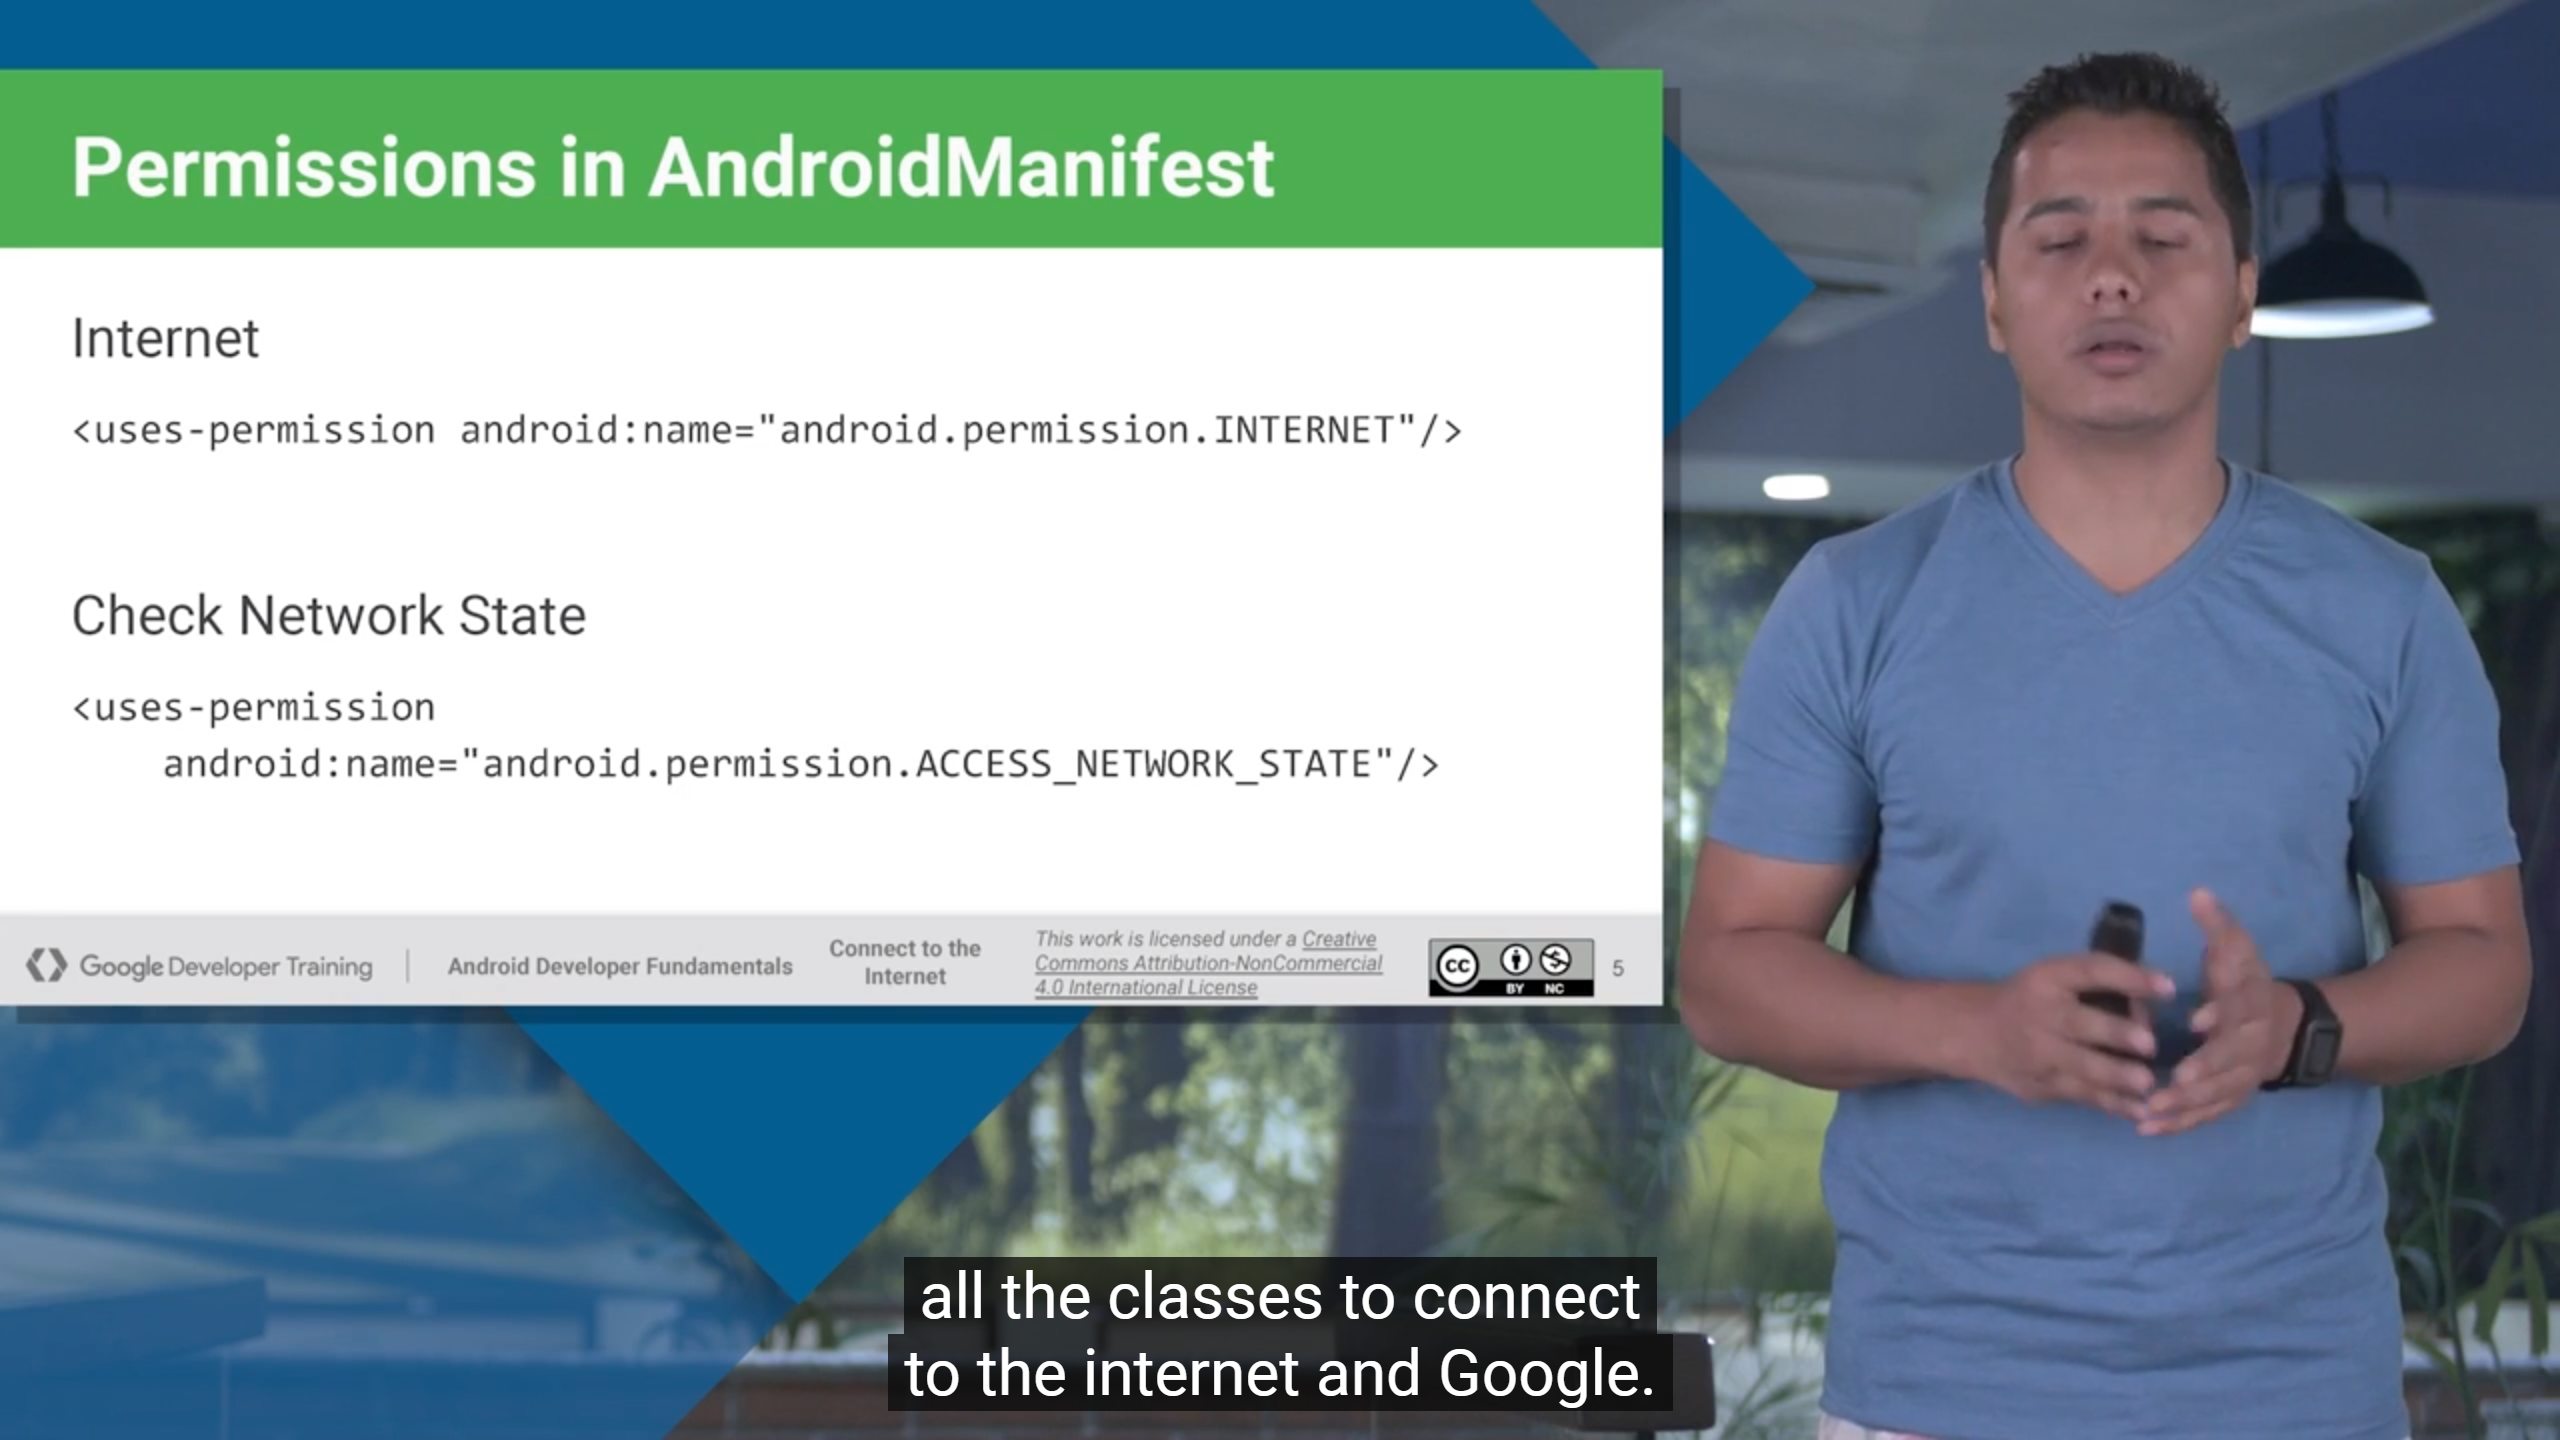 Permissions in AndroidManifest
Internet
<uses-permission android:name="android.permission.INTERNET"/>
Check Network State
<uses-permission
android:name="android.permission.ACCESS_NETWORK_STATE"/>
Google Developer Training
Android Developer Fundamentals
Connect to the
Internet
This work is licensed under a Creative
Commons Attribution-NonCommercial
4.0 International License
cc
BY NC
5
all the classes to connect
to the internet and Google.